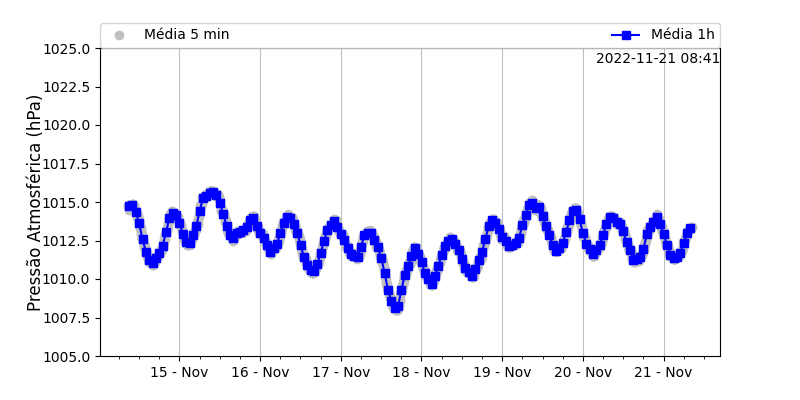 Média 5 min
Média 1h
2022-11-21 08:41
Pressão Atmosférica (hPa)
1025.0
1022.5
1020.0
1017.5
1015.0
1012.5
1010.0
1007.5
1005.0
15 - Nov
16 - Nov
17 - Nov
18 - Nov
19 - Nov
20 - Nov
21 - Nov